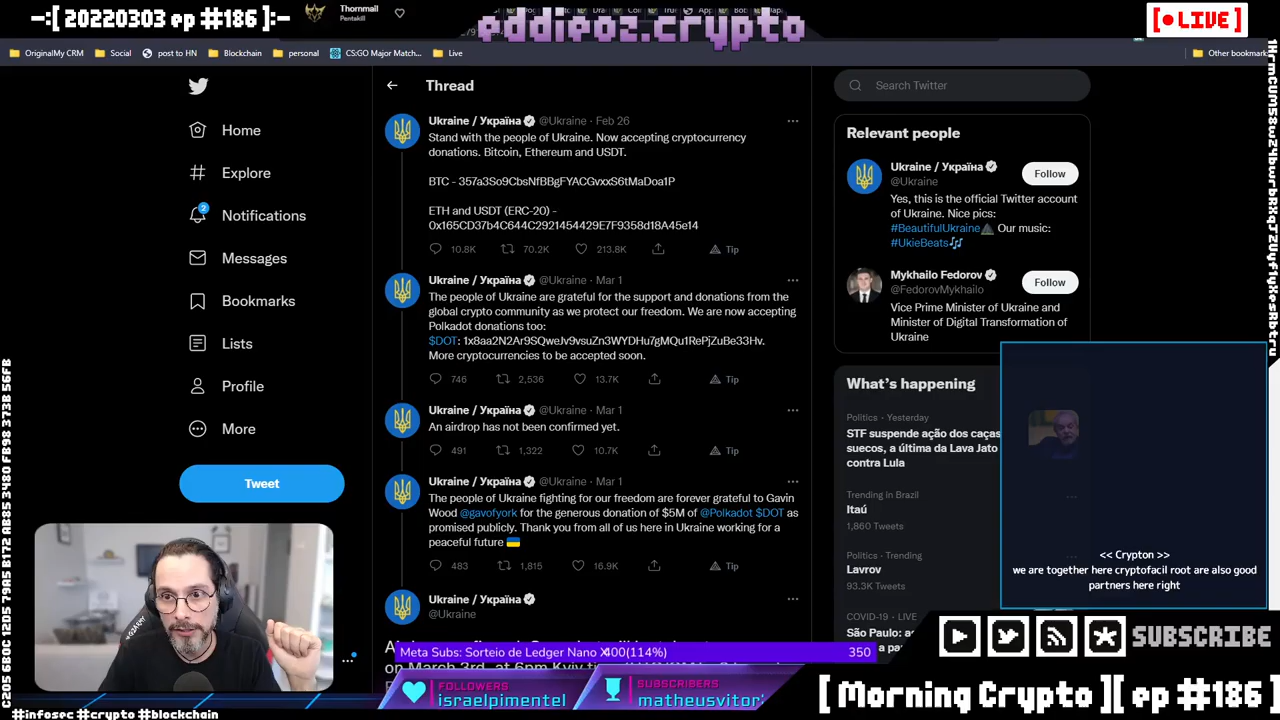 —:[ 20220303 ep #186 ]:—
Thornmall
Pentakill
eddieoz.crypto
[●LIVE]
OriginalMy CRM
Social
post to HN
Blockchain
personal
CS:GO Major Match...
Live
Other bookmark
Home
Explore
Notifications
2
Messages
Bookmarks
Lists
Profile
More
Tweet
Thread
Ukraine / Україна @Ukraine · Feb 26
Stand with the people of Ukraine. Now accepting cryptocurrency
donations. Bitcoin, Ethereum and USDT.
BTC - 357a3So9CbsNfBBgFYACGvxxS6tMaDoa1P
ETH and USDT (ERC-20) -
0x165CD37b4C644C2921454429E7F9358d18A45e14
10.8K 70.2K 213.8K Tip
Ukraine / Україна @Ukraine · Mar 1
The people of Ukraine are grateful for the support and donations from the
global crypto community as we protect our freedom. We are now accepting
Polkadot donations too:
$DOT: 1x8aa2N2Ar9SQweJv9vsuZn3WYDHu7gMQu1RePjZuBe33Hv.
More cryptocurrencies to be accepted soon.
746 2,536 13.7K Tip
Ukraine / Україна @Ukraine · Mar 1
An airdrop has not been confirmed yet.
491 1,322 10.7K Tip
Ukraine / Україна @Ukraine · Mar 1
The people of Ukraine fighting for our freedom are forever grateful to Gavin
Wood @gavofyork for the generous donation of $5M of @Polkadot $DOT as
promised publicly. Thank you from all of us here in Ukraine working for a
peaceful future
483 1,815 16.9K Tip
Ukraine / Україна
@Ukraine
on March 3rd, at 6pm Kyiv
Search Twitter
Relevant people
Ukraine / Україна
@Ukraine
Follow
Yes, this is the official Twitter account
of Ukraine. Nice pics:
#BeautifulUkraine Our music:
#UkieBeats
Mykhailo Fedorov
@FedorovMykhailo
Follow
Vice Prime Minister of Ukraine and
Minister of Digital Transformation of
Ukraine
What's happening
Politics · Yesterday
STF suspende ação dos caças
suecos, a última da Lava Jato
contra Lula
Trending in Brazil
Itaú
1,860 Tweets
Politics · Trending
Lavrov
93.3K Tweets
COVID-19 · LIVE
São Paulo:
<< Crypton >>
we are together here cryptofacil root are also good
partners here right
Meta Subs: Sorteio de Ledger Nano X
400(114%)
350
FOLLOWERS
israelpimentel
SUBSCRIBERS
matheusvitor
SUBSCRIBE
[ Morning Crypto ][ ep #186 ]
#infosec #crypto #blockchain